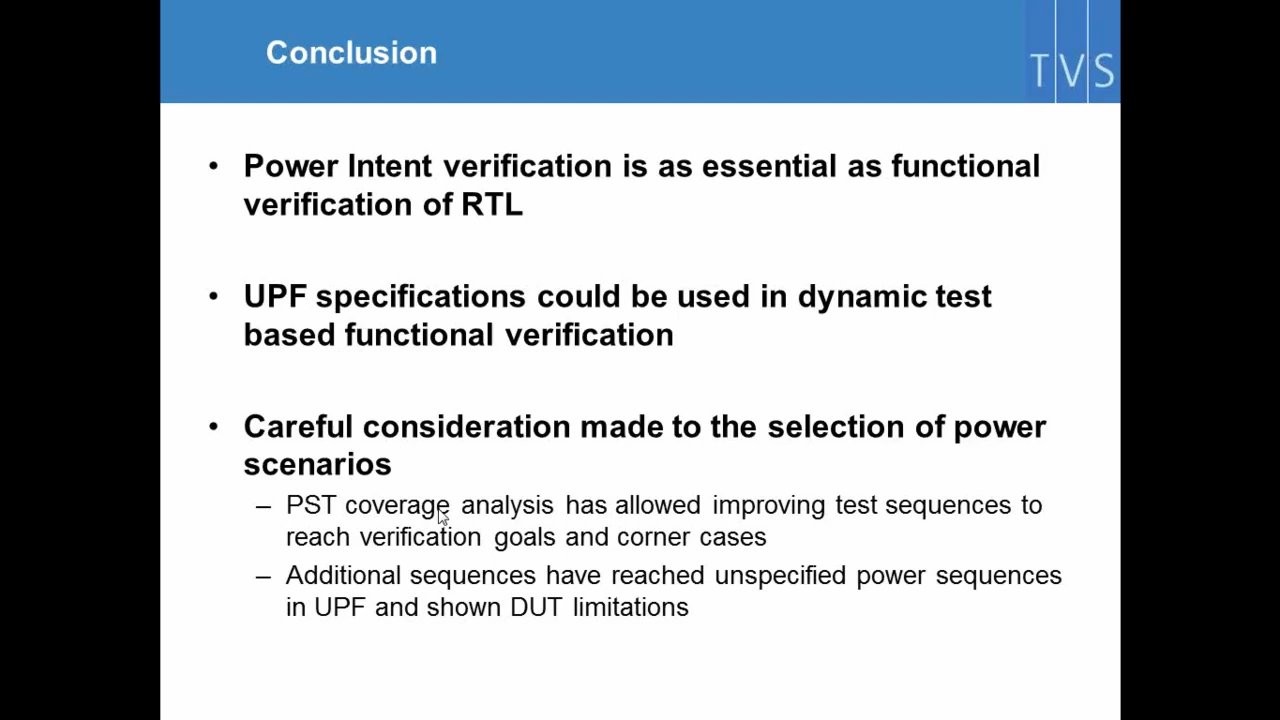 Conclusion
TVS
• Power Intent verification is as essential as functional
verification of RTL
• UPF specifications could be used in dynamic test
based functional verification
• Careful consideration made to the selection of power
scenarios
– PST coverage analysis has allowed improving test sequences to
reach verification goals and corner cases
– Additional sequences have reached unspecified power sequences
in UPF and shown DUT limitations